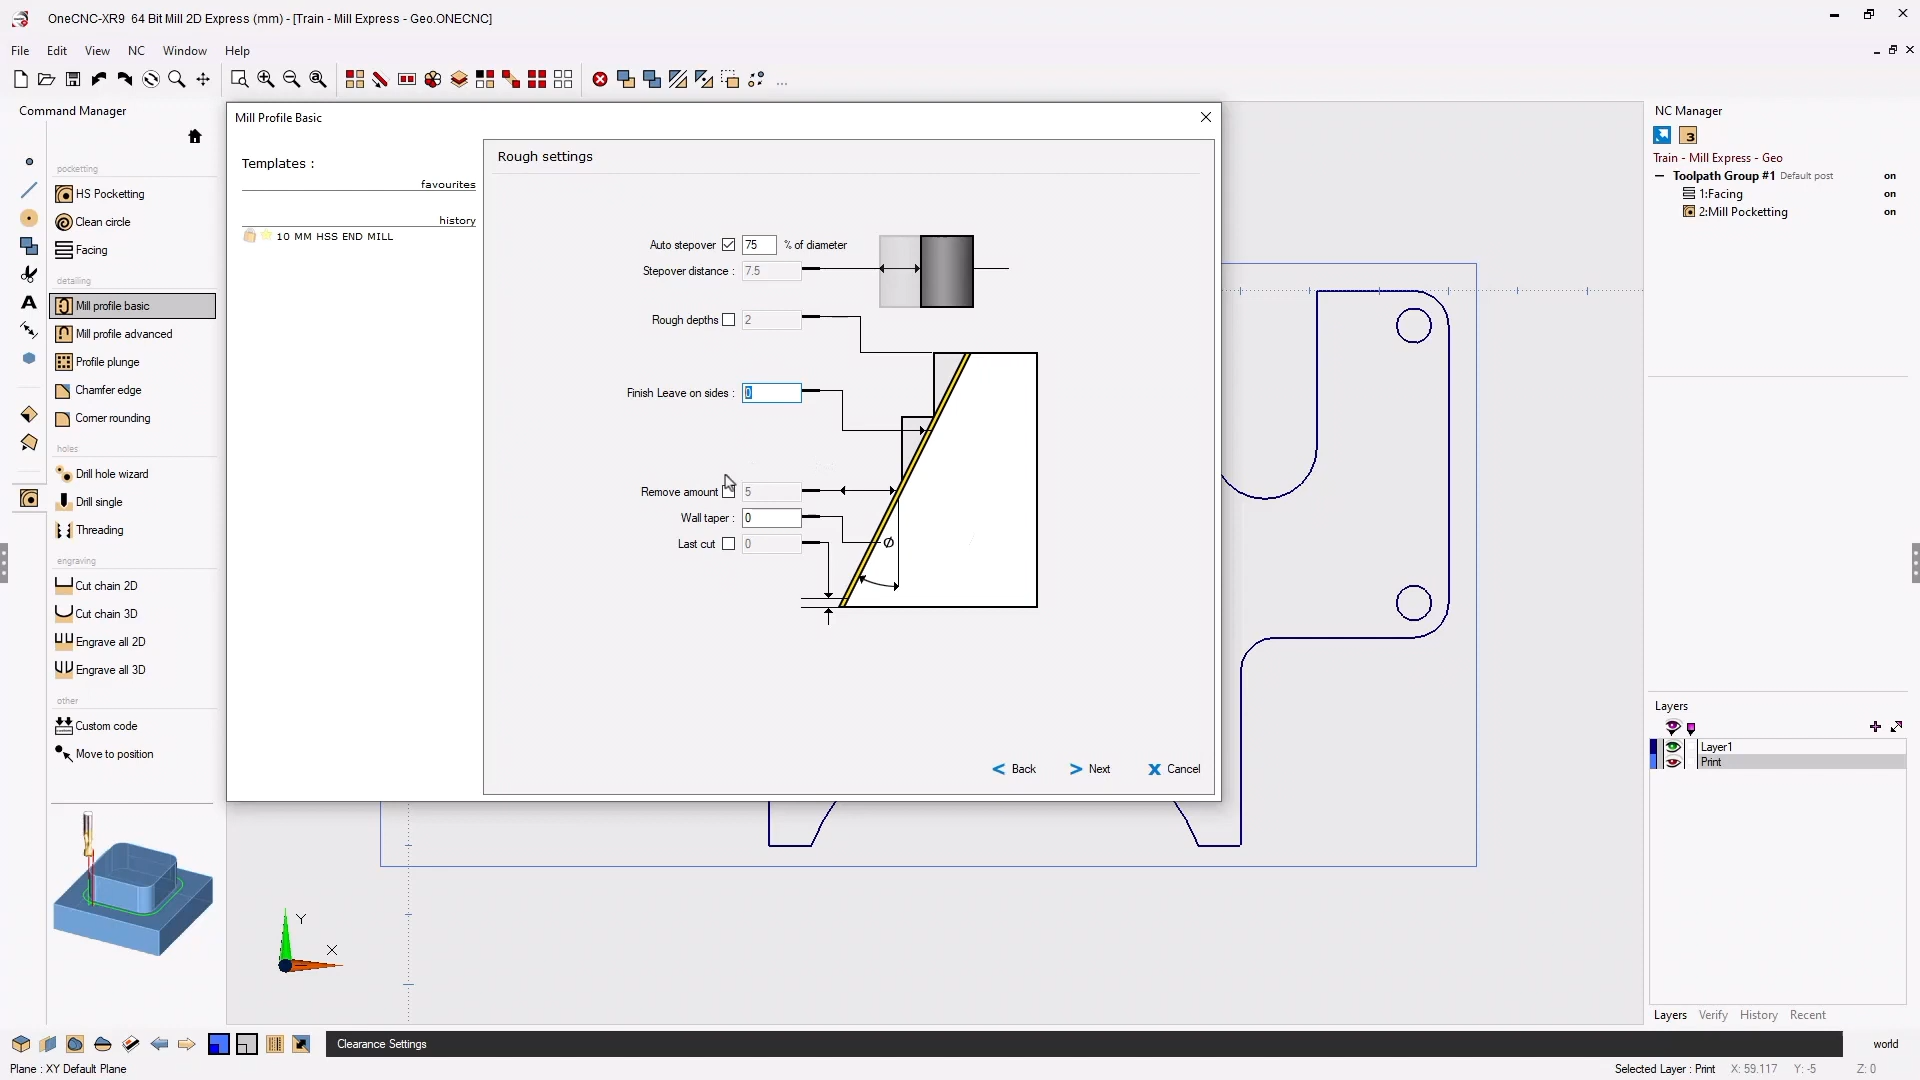 OneCNC-XR9 64 Bit Mill 2D Express (mm) - [Train - Mill Express - Geo.ONECNC]
File Edit View NC Window Help
Command Manager
pocketting
HS Pocketting
Clean circle
Facing
detailing
Mill profile basic
Mill profile advanced
Profile plunge
Chamfer edge
Corner rounding
holes
Drill hole wizard
Drill single
Threading
engraving
Cut chain 2D
Cut chain 3D
Engrave all 2D
Engrave all 3D
other
Custom code
Move to position
Mill Profile Basic
Templates :
favourites
history
10 MM HSS END MILL
Rough settings
Auto stepover 75 % of diameter
Stepover distance : 7.5
Rough depths 2
Finish Leave on sides : 0
Remove amount 5
Wall taper : 0
Last cut 0
Ø
< Back > Next X Cancel
Y
X
NC Manager
3
Train - Mill Express - Geo
Toolpath Group #1 Default post on
1:Facing on
2:Mill Pocketting on
Layers
Layer1
Print
Layers Verify History Recent
Clearance Settings
world
Plane : XY Default Plane
Selected Layer : Print X: 59.117 Y: -5 Z: 0